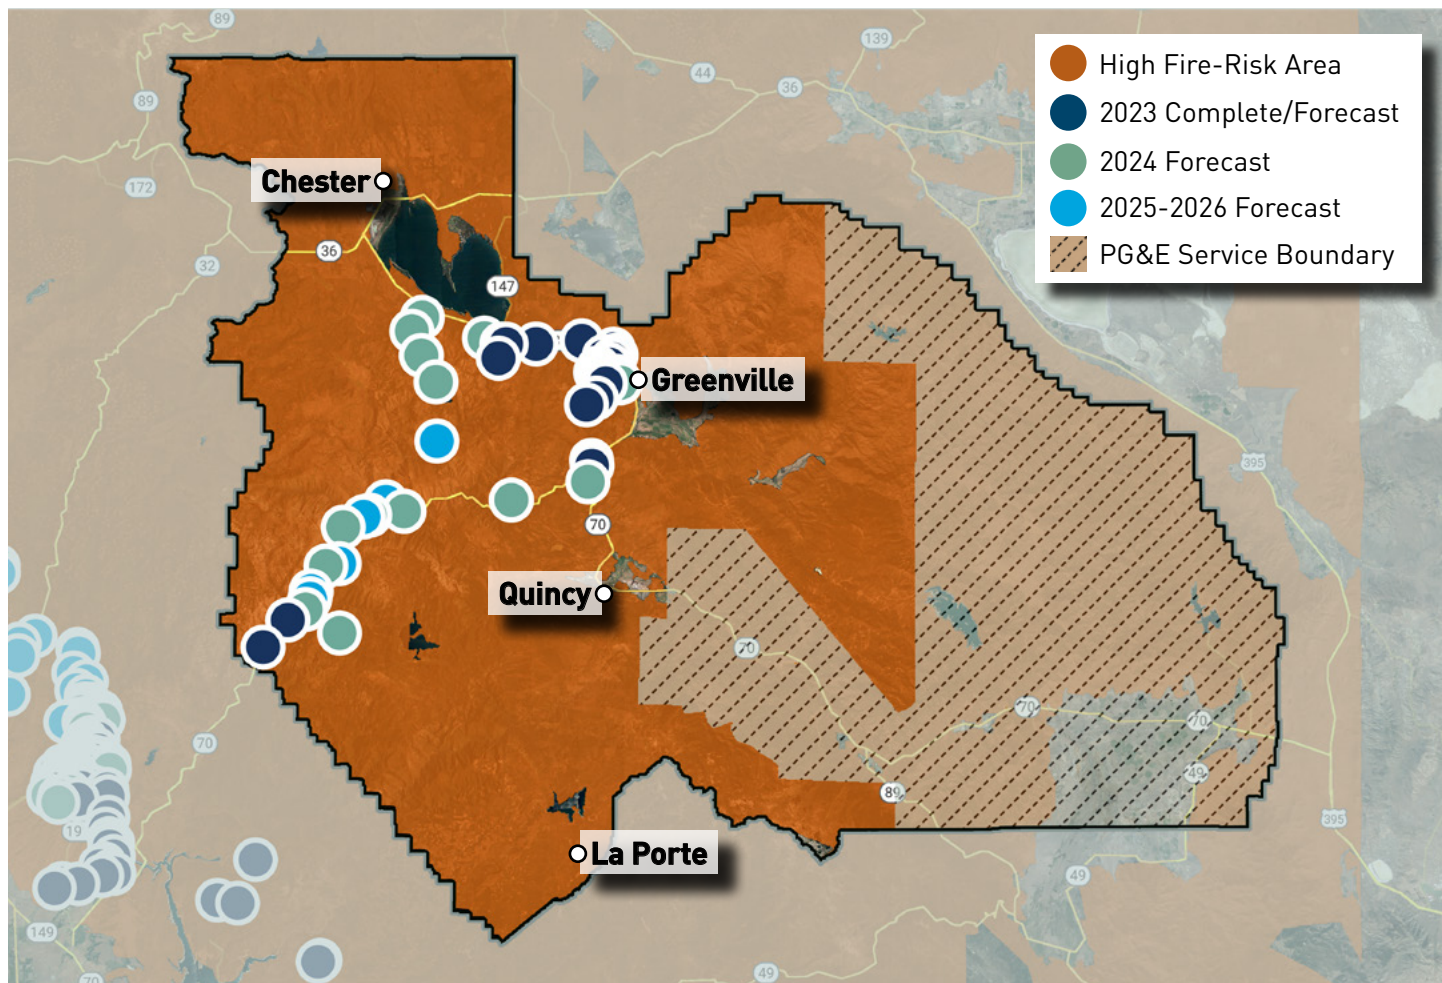 89
139
44
36
89
172
32
Chester
36
147
High Fire-Risk Area
2023 Complete/Forecast
2024 Forecast
2025-2026 Forecast
PG&E Service Boundary
Greenville
395
70
Quincy
70
70
70
70
49
89
19
395
La Porte
49
149
49
70